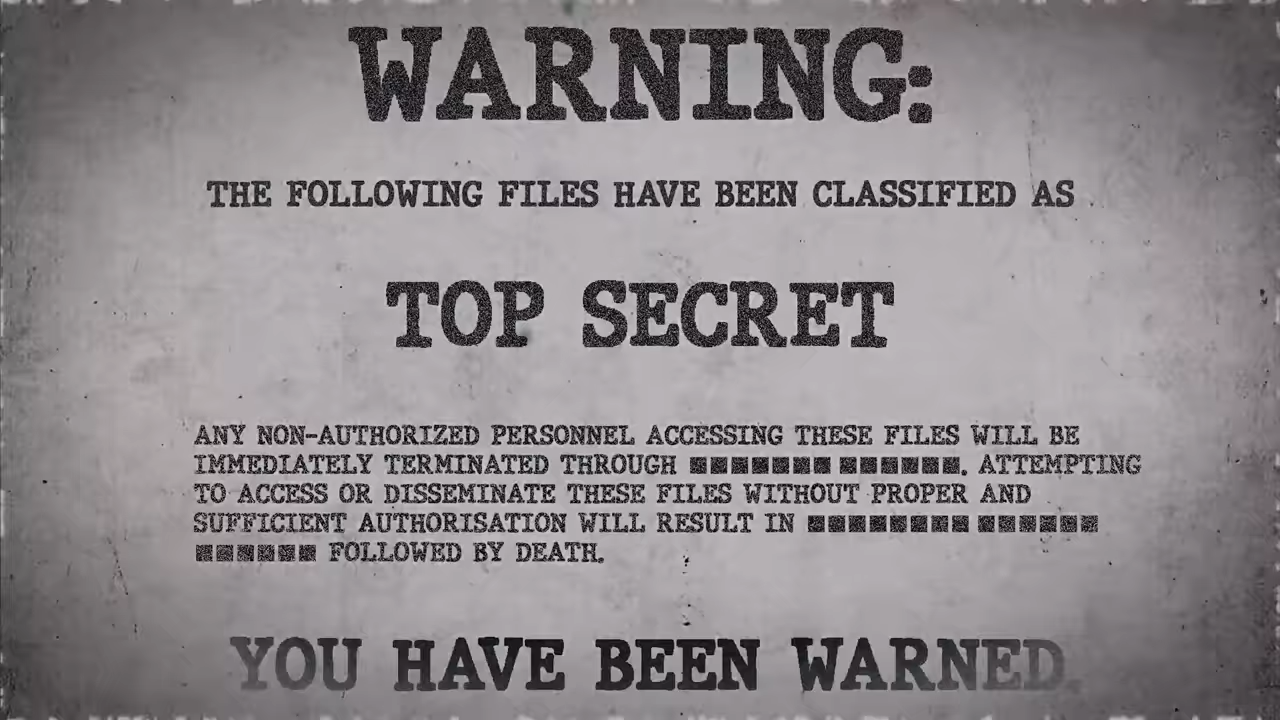 WARNING:
THE FOLLOWING FILES HAVE BEEN CLASSIFIED AS
TOP SECRET
ANY NON-AUTHORIZED PERSONNEL ACCESSING THESE FILES WILL BE
IMMEDIATELY TERMINATED THROUGH ■■■■■■■ ■■■■■■. ATTEMPTING
TO ACCESS OR DISSEMINATE THESE FILES WITHOUT PROPER AND
SUFFICIENT AUTHORISATION WILL RESULT IN ■■■■■■■■ ■■■■■■
■■■■■■ FOLLOWED BY DEATH.
YOU HAVE BEEN WARNED.